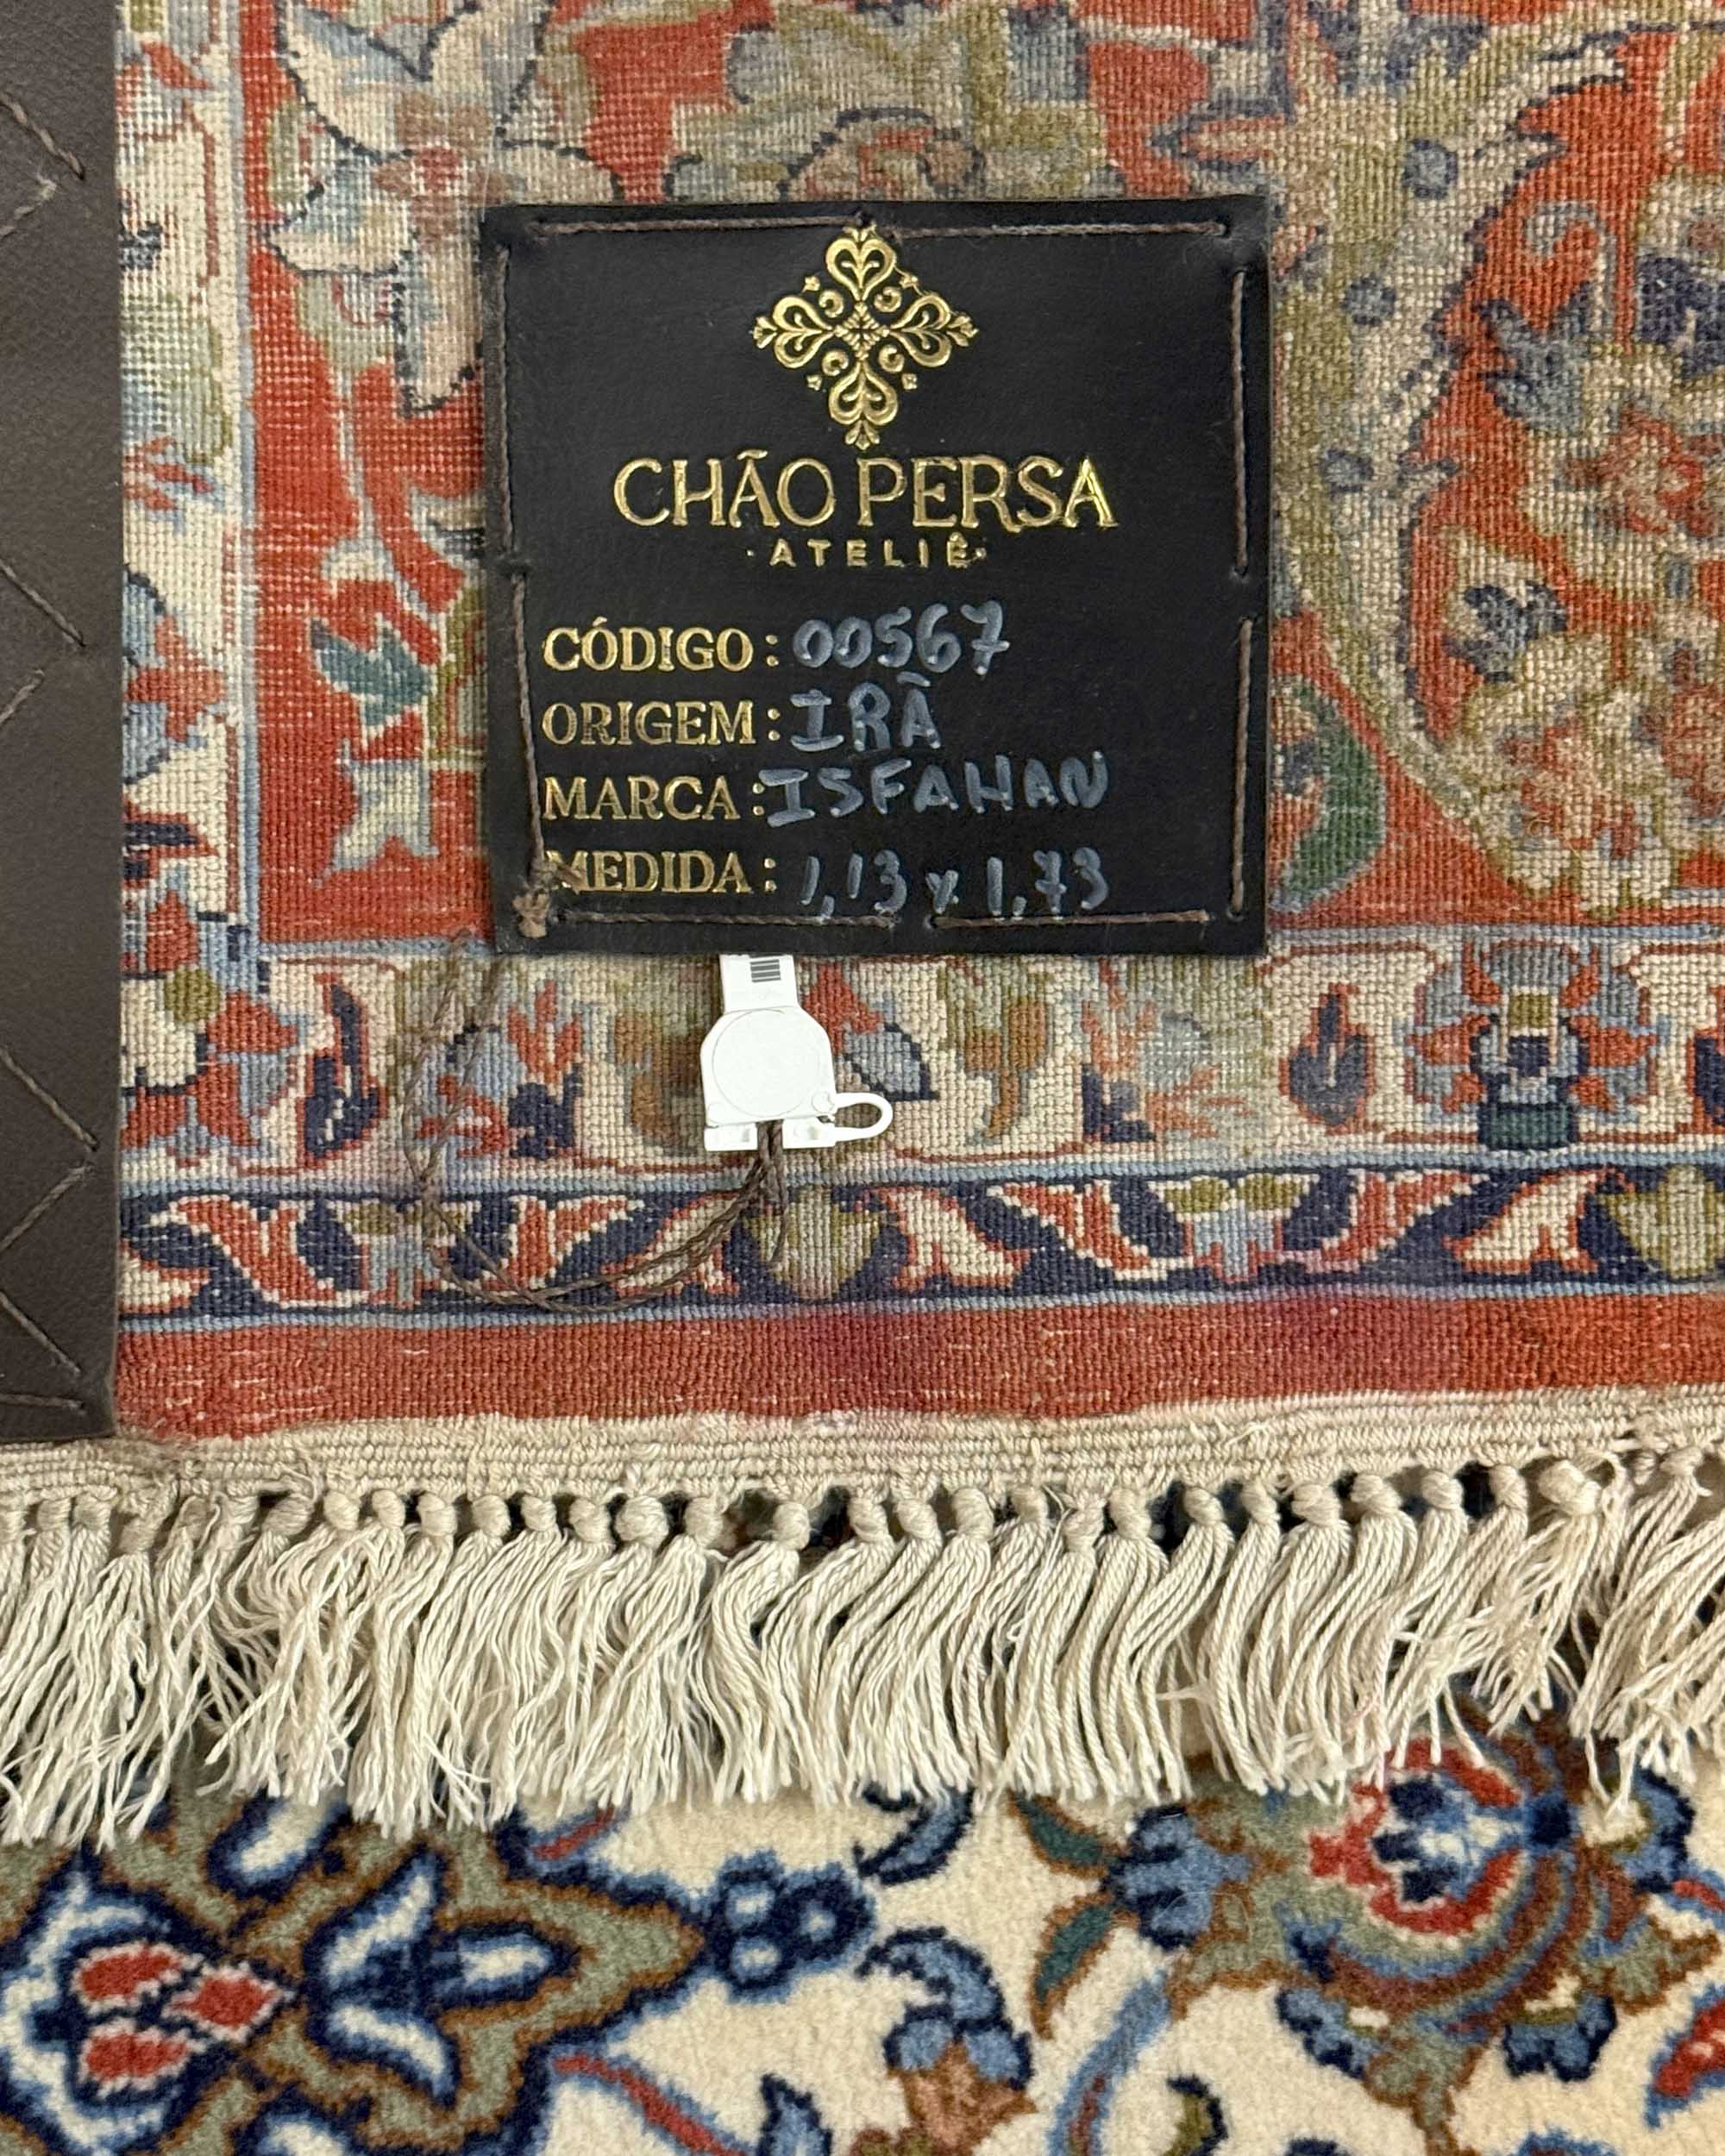 CHÃO PERSA
· ATELIÊ ·
CÓDIGO: 00567
ORIGEM: IRÃ
MARCA: ISFAHAN
MEDIDA: 1,13 x 1,73